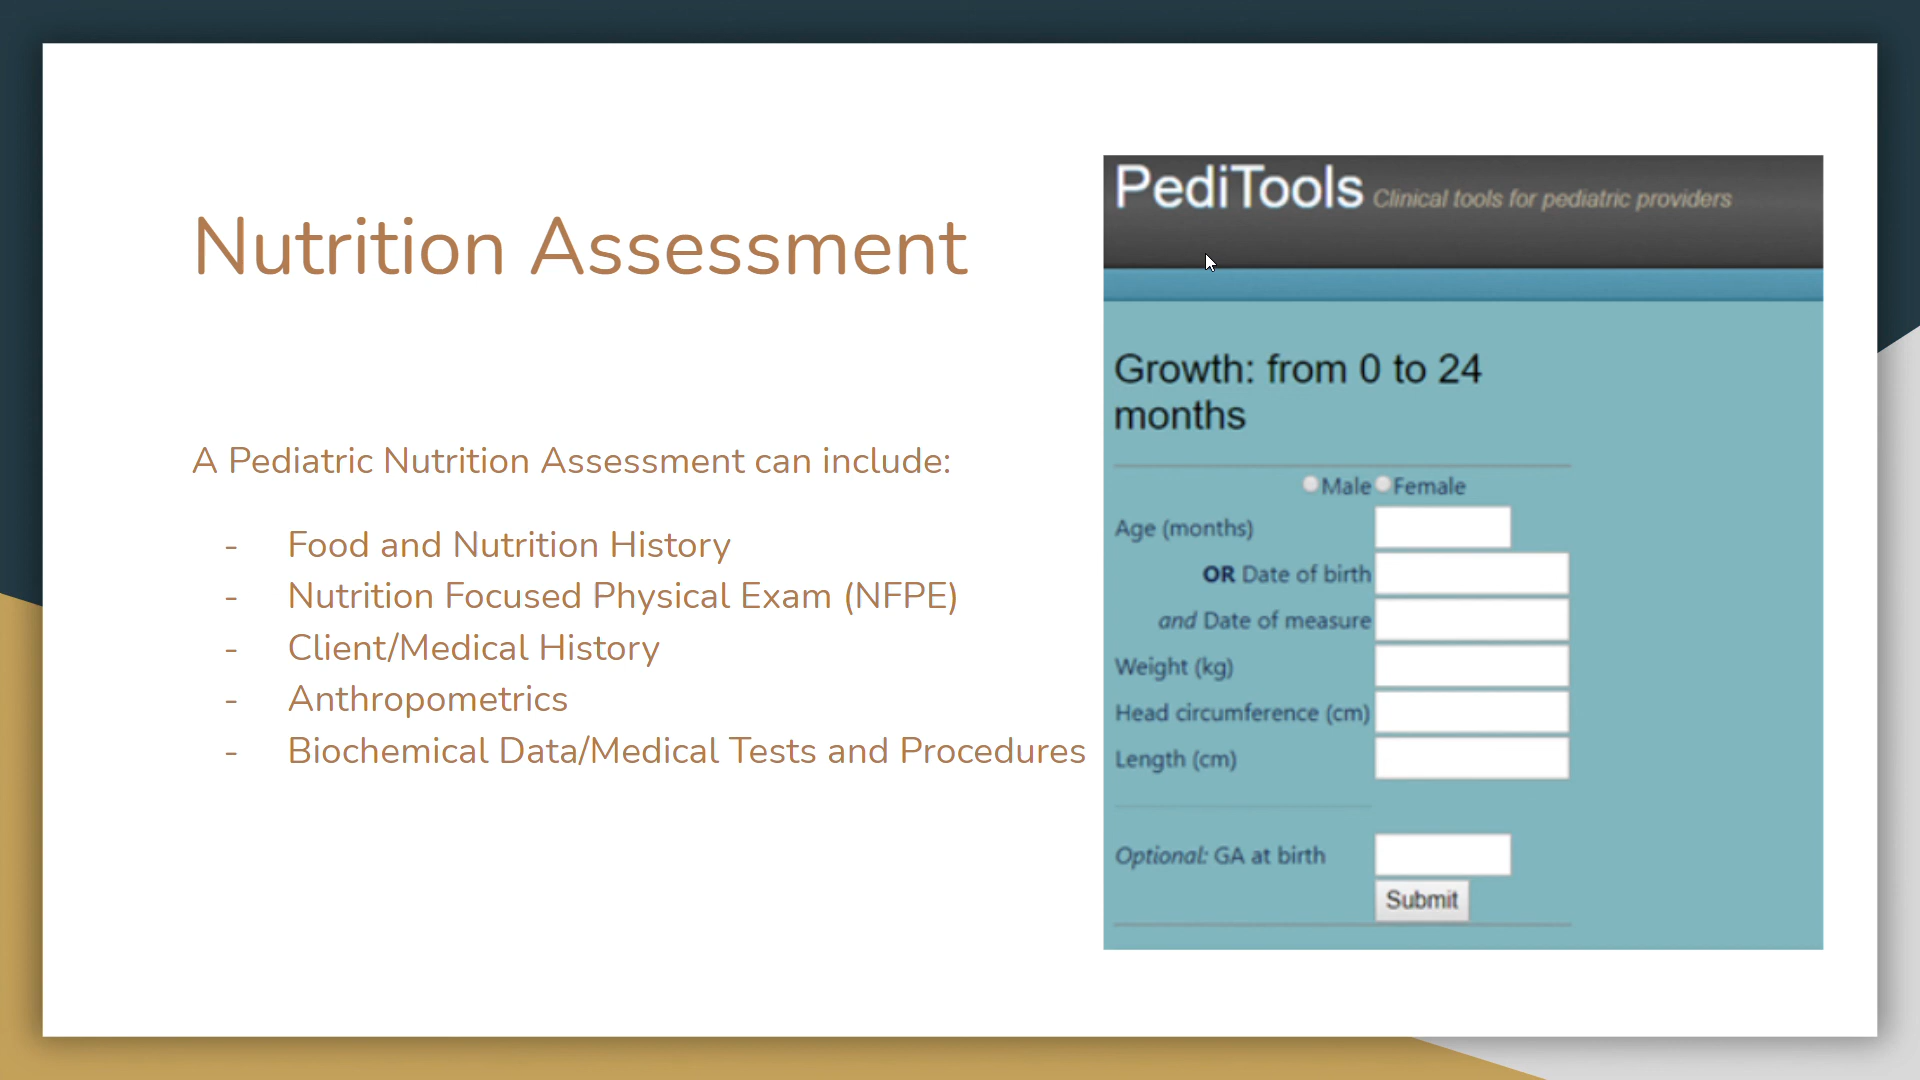 Nutrition Assessment
A Pediatric Nutrition Assessment can include:
- Food and Nutrition History
- Nutrition Focused Physical Exam (NFPE)
- Client/Medical History
- Anthropometrics
- Biochemical Data/Medical Tests and Procedures
PediTools Clinical tools for pediatric providers
Growth: from 0 to 24
months
Male Female
Age (months)
OR Date of birth
and Date of measure
Weight (kg)
Head circumference (cm)
Length (cm)
Optional: GA at birth
Submit